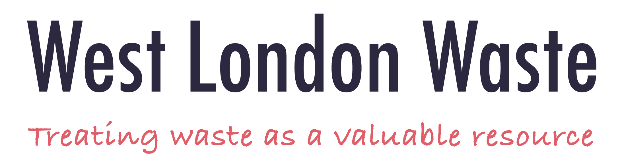 West London Waste
Treating waste as a valuable resource